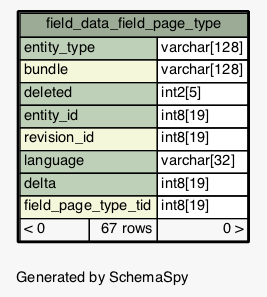 field_data_field_page_type
entity_type varchar[128]
bundle varchar[128]
deleted int2[5]
entity_id int8[19]
revision_id int8[19]
language varchar[32]
delta int8[19]
field_page_type_tid int8[19]
< 0 67 rows 0 >
Generated by SchemaSpy